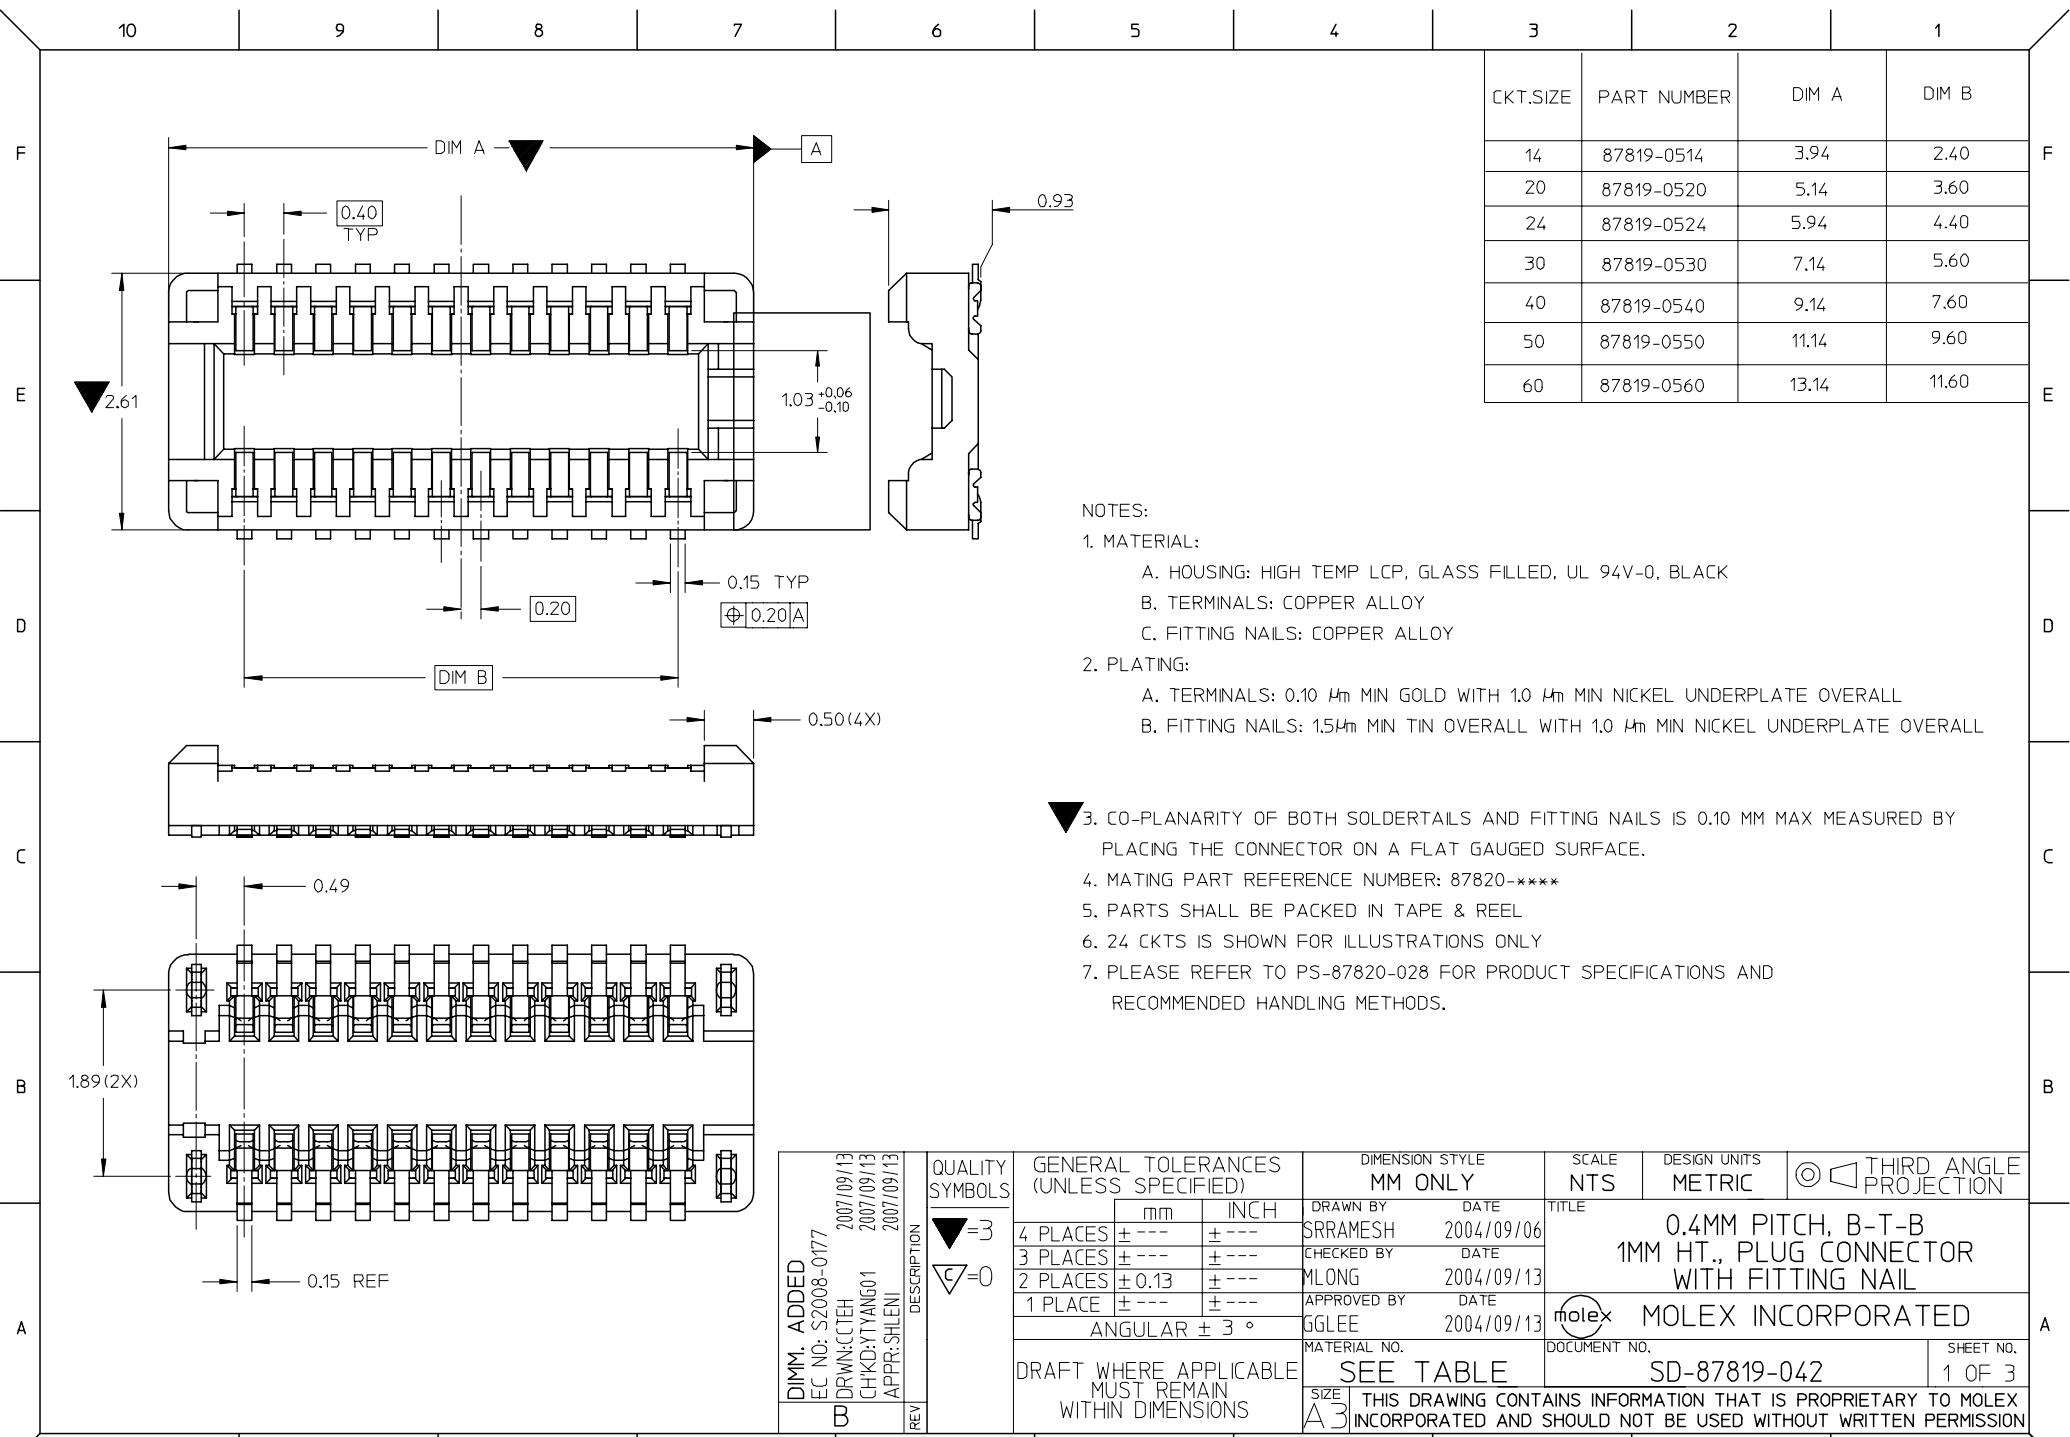 10 9 8 7 6 5 4 3 2 1
F
E
D
C
B
A
F
E
D
C
B
A
CKT.SIZE PART NUMBER DIM A DIM B
14 87819-0514 3.94 2.40
20 87819-0520 5.14 3.60
24 87819-0524 5.94 4.40
30 87819-0530 7.14 5.60
40 87819-0540 9.14 7.60
50 87819-0550 11.14 9.60
60 87819-0560 13.14 11.60
DIM A
A
0.40
TYP
0.93
2.61
1.03 +0.06
-0.10
0.15 TYP
0.20
⌖ 0.20 A
DIM B
0.50(4X)
0.49
1.89(2X)
0.15 REF
NOTES:
1. MATERIAL:
A. HOUSING: HIGH TEMP LCP, GLASS FILLED, UL 94V-0, BLACK
B. TERMINALS: COPPER ALLOY
C. FITTING NAILS: COPPER ALLOY
2. PLATING:
A. TERMINALS: 0.10 µm MIN GOLD WITH 1.0 µm MIN NICKEL UNDERPLATE OVERALL
B. FITTING NAILS: 1.5µm MIN TIN OVERALL WITH 1.0 µm MIN NICKEL UNDERPLATE OVERALL
3. CO-PLANARITY OF BOTH SOLDERTAILS AND FITTING NAILS IS 0.10 MM MAX MEASURED BY
PLACING THE CONNECTOR ON A FLAT GAUGED SURFACE.
4. MATING PART REFERENCE NUMBER: 87820-****
5. PARTS SHALL BE PACKED IN TAPE & REEL
6. 24 CKTS IS SHOWN FOR ILLUSTRATIONS ONLY
7. PLEASE REFER TO PS-87820-028 FOR PRODUCT SPECIFICATIONS AND
RECOMMENDED HANDLING METHODS.
DIMM. ADDED
EC NO: S2008-0177
DRWN:CCTEH 2007/09/13
CH'KD:YTYANG01 2007/09/13
APPR:SHLENI 2007/09/13
B
DESCRIPTION
REV
QUALITY
SYMBOLS
=3
C=0
GENERAL TOLERANCES
(UNLESS SPECIFIED)
mm INCH
4 PLACES ±--- ±---
3 PLACES ±--- ±---
2 PLACES ±0.13 ±---
1 PLACE ±--- ±---
ANGULAR ± 3 °
DRAFT WHERE APPLICABLE
MUST REMAIN
WITHIN DIMENSIONS
DIMENSION STYLE
MM ONLY
SCALE
NTS
DESIGN UNITS
METRIC
THIRD ANGLE
PROJECTION
DRAWN BY DATE
SRRAMESH 2004/09/06
CHECKED BY DATE
MLONG 2004/09/13
APPROVED BY DATE
GGLEE 2004/09/13
TITLE
0.4MM PITCH, B-T-B
1MM HT., PLUG CONNECTOR
WITH FITTING NAIL
molex MOLEX INCORPORATED
MATERIAL NO.
SEE TABLE
DOCUMENT NO.
SD-87819-042
SHEET NO.
1 OF 3
SIZE
A3
THIS DRAWING CONTAINS INFORMATION THAT IS PROPRIETARY TO MOLEX
INCORPORATED AND SHOULD NOT BE USED WITHOUT WRITTEN PERMISSION